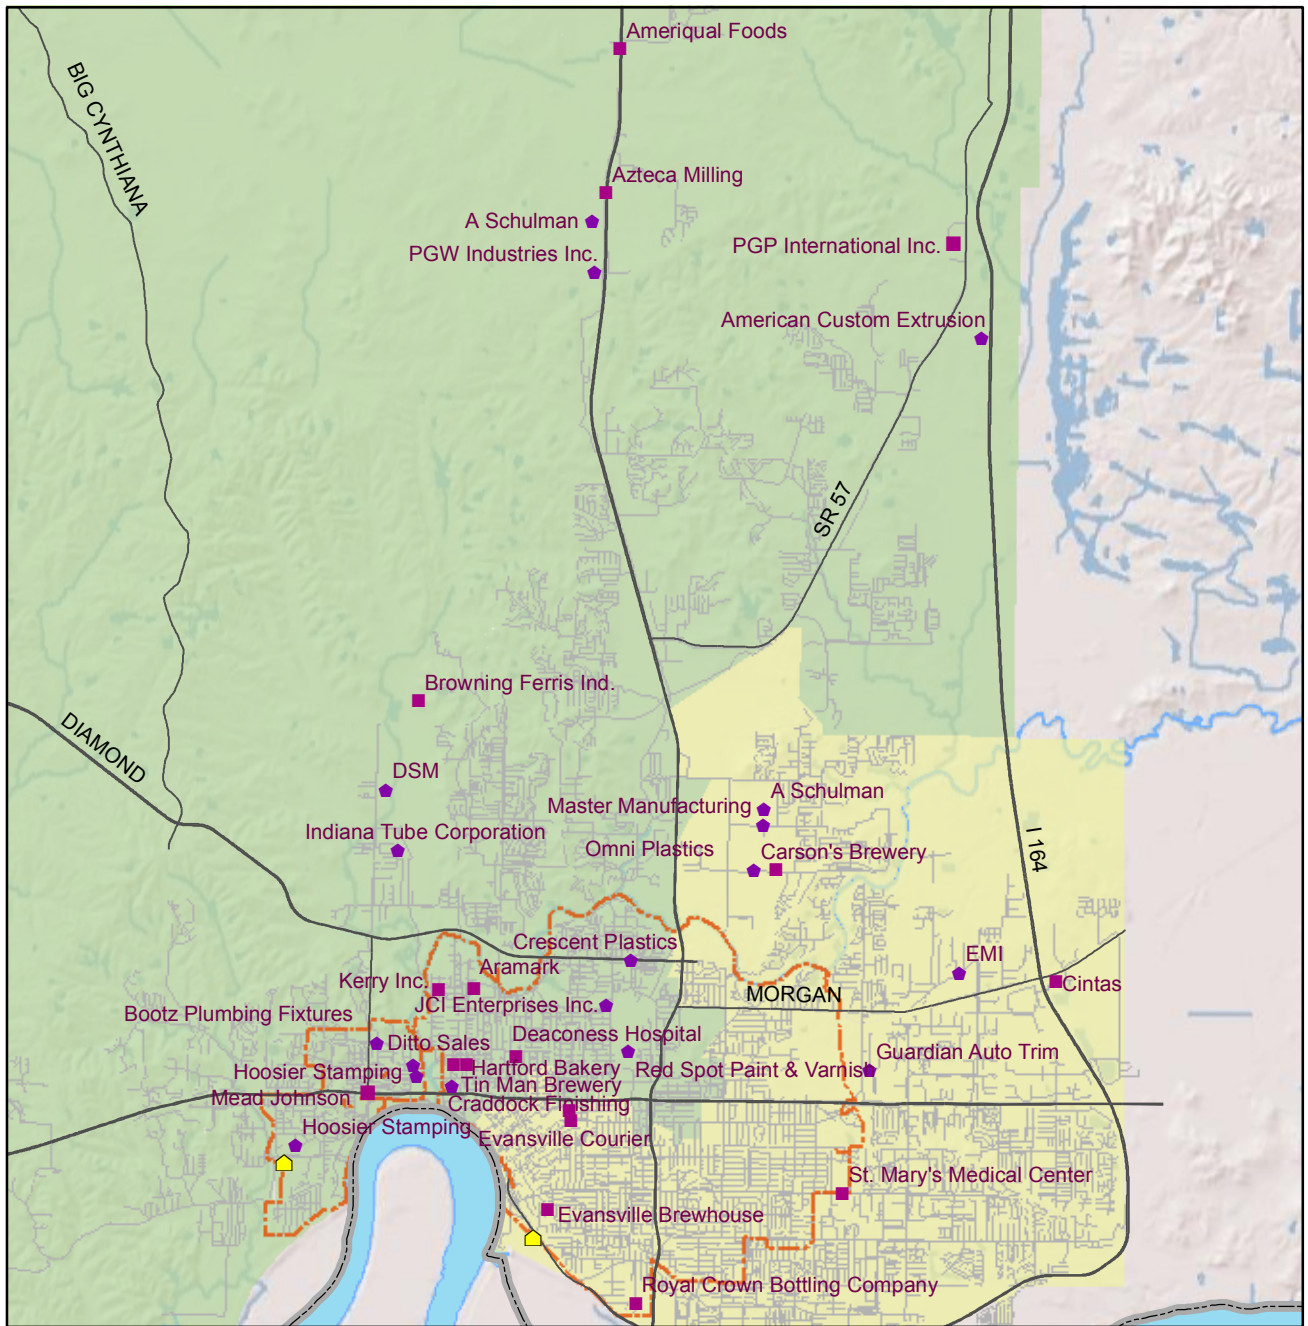 Ameriqual Foods
BIG CYNTHIANA
Azteca Milling
A Schulman
PGP International Inc.
PGW Industries Inc.
American Custom Extrusion
SR 57
Browning Ferris Ind.
DIAMOND
DSM
A Schulman
Master Manufacturing
Indiana Tube Corporation
Omni Plastics
Carson's Brewery
I 164
Crescent Plastics
EMI
Aramark
Kerry Inc.
Cintas
MORGAN
JCI Enterprises Inc.
Bootz Plumbing Fixtures
Deaconess Hospital
Ditto Sales
Guardian Auto Trim
Hoosier Stamping
Hartford Bakery
Red Spot Paint & Varnish
Tin Man Brewery
Mead Johnson
Craddock Finishing
Hoosier Stamping
Evansville Courier
St. Mary's Medical Center
Evansville Brewhouse
Royal Crown Bottling Company